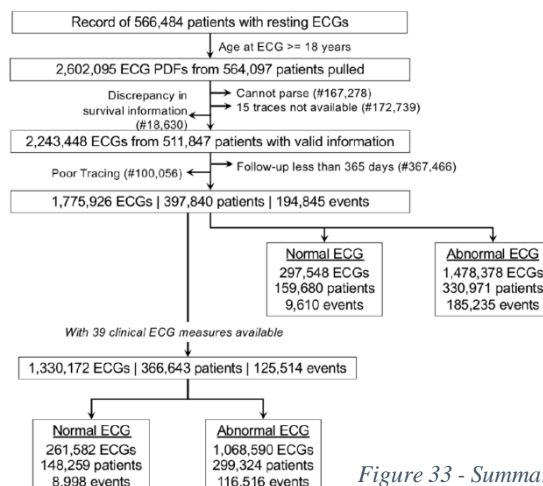 Record of 566,484 patients with resting ECGs
Age at ECG >= 18 years
2,602,095 ECG PDFs from 564,097 patients pulled
Discrepancy in
survival information
(#18,630)
Cannot parse (#167,278)
15 traces not available (#172,739)
2,243,448 ECGs from 511,847 patients with valid information
Poor Tracing (#100,056)
Follow-up less than 365 days (#367,466)
1,775,926 ECGs | 397,840 patients | 194,845 events
Normal ECG
297,548 ECGs
159,680 patients
9,610 events
Abnormal ECG
1,478,378 ECGs
330,971 patients
185,235 events
With 39 clinical ECG measures available
1,330,172 ECGs | 366,643 patients | 125,514 events
Normal ECG
261,582 ECGs
148,259 patients
8,998 events
Abnormal ECG
1,068,590 ECGs
299,324 patients
116,516 events
Figure 33 - Summa